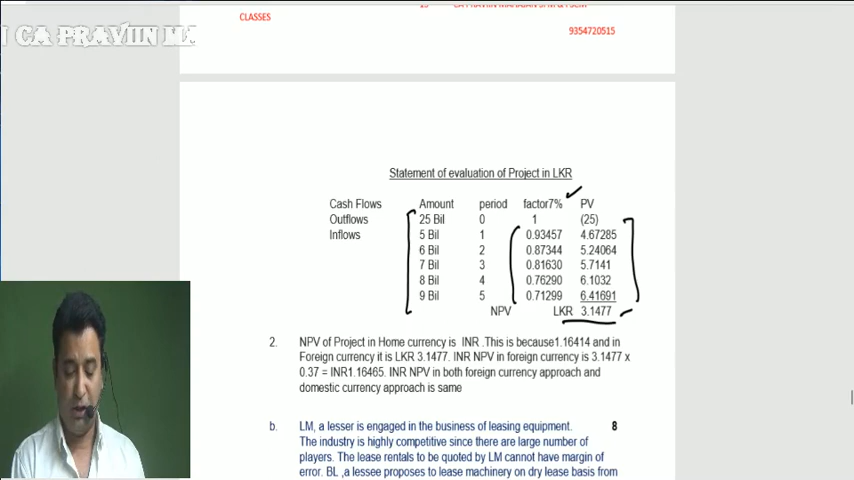 CLASSES
9354720515
CA PRAVIIN MA
Statement of evaluation of Project in LKR
Cash Flows Amount period factor7% PV
Outflows 25 Bil 0 1 (25)
Inflows 5 Bil 1 0.93457 4.67285
6 Bil 2 0.87344 5.24064
7 Bil 3 0.81630 5.7141
8 Bil 4 0.76290 6.1032
9 Bil 5 0.71299 6.41691
NPV LKR 3.1477
2. NPV of Project in Home currency is INR .This is because1.16414 and in
Foreign currency it is LKR 3.1477. INR NPV in foreign currency is 3.1477 x
0.37 = INR1.16465. INR NPV in both foreign currency approach and
domestic currency approach is same
b. LM, a lesser is engaged in the business of leasing equipment. 8
The industry is highly competitive since there are large number of
players. The lease rentals to be quoted by LM cannot have margin of
error. BL ,a lessee proposes to lease machinery on dry lease basis from